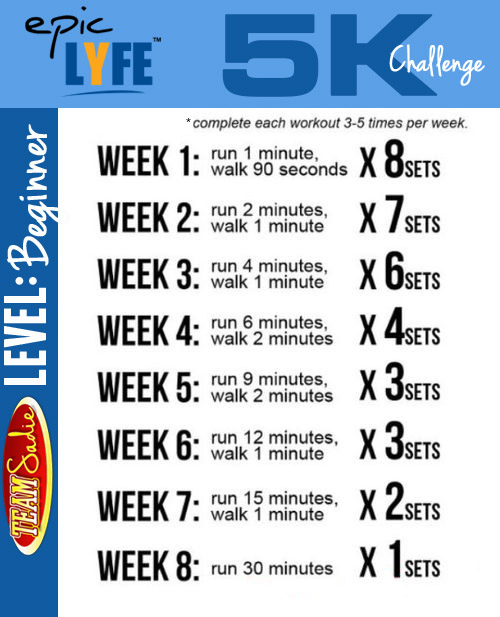 epic
LYFE™
5K Challenge
*complete each workout 3-5 times per week.
LEVEL: Beginner
TEAM Sadie
WEEK 1: run 1 minute, walk 90 seconds X 8 SETS
WEEK 2: run 2 minutes, walk 1 minute X 7 SETS
WEEK 3: run 4 minutes, walk 1 minute X 6 SETS
WEEK 4: run 6 minutes, walk 2 minutes X 4 SETS
WEEK 5: run 9 minutes, walk 2 minutes X 3 SETS
WEEK 6: run 12 minutes, walk 1 minute X 3 SETS
WEEK 7: run 15 minutes, walk 1 minute X 2 SETS
WEEK 8: run 30 minutes X 1 SETS